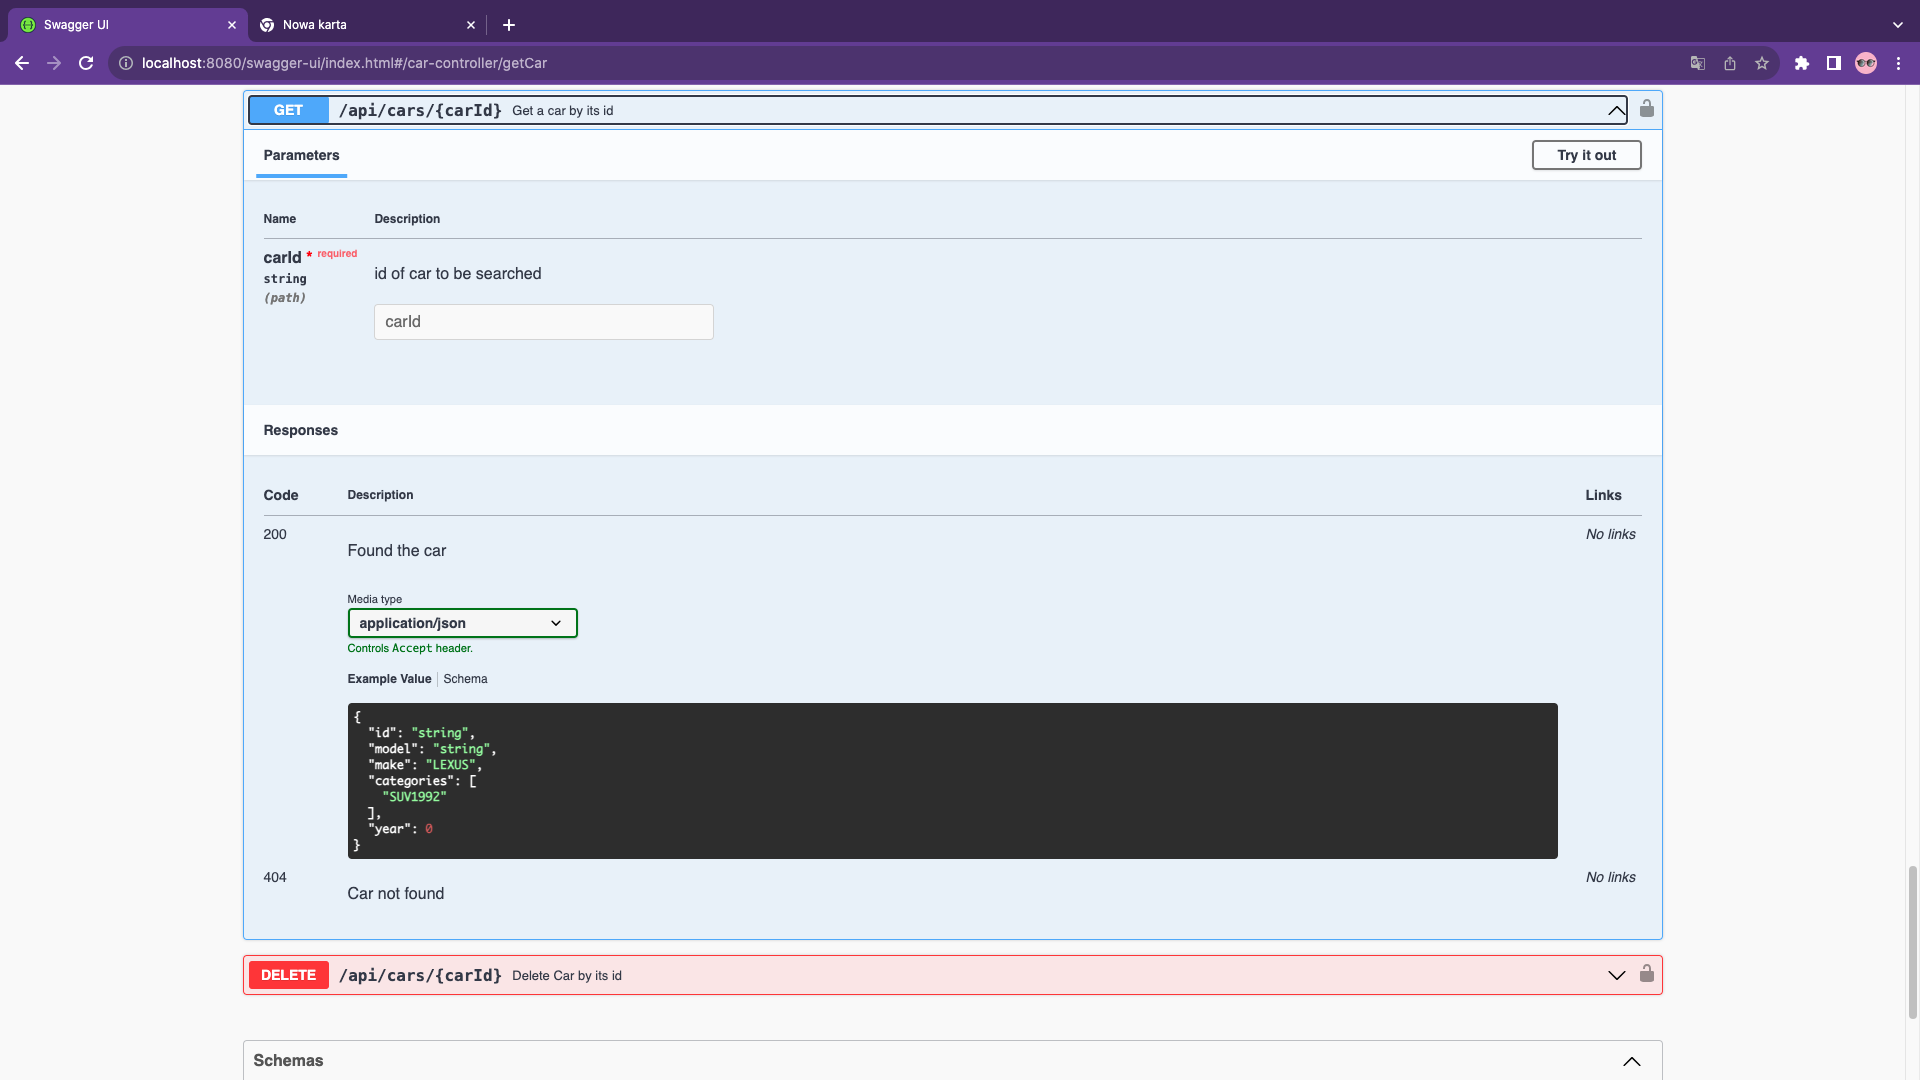 Swagger UI
Nowa karta
localhost:8080/swagger-ui/index.html#/car-controller/getCar
GET /api/cars/{carId} Get a car by its id
Parameters
Try it out
Name Description
carId * required
string
(path)
id of car to be searched
carId
Responses
Code Description Links
200
Found the car
No links
Media type
application/json
Controls Accept header.
Example Value Schema
{
"id": "string",
"model": "string",
"make": "LEXUS",
"categories": [
"SUV1992"
],
"year": 0
}
404
Car not found
No links
DELETE /api/cars/{carId} Delete Car by its id
Schemas